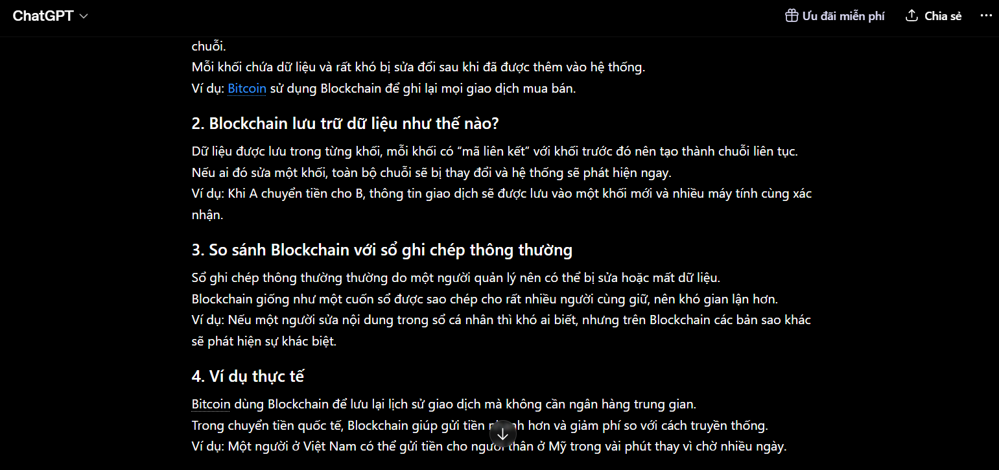 ChatGPT
Ưu đãi miễn phí
Chia sẻ
chuỗi.
Mỗi khối chứa dữ liệu và rất khó bị sửa đổi sau khi đã được thêm vào hệ thống.
Ví dụ: Bitcoin sử dụng Blockchain để ghi lại mọi giao dịch mua bán.
2. Blockchain lưu trữ dữ liệu như thế nào?
Dữ liệu được lưu trong từng khối, mỗi khối có “mã liên kết” với khối trước đó nên tạo thành chuỗi liên tục.
Nếu ai đó sửa một khối, toàn bộ chuỗi sẽ bị thay đổi và hệ thống sẽ phát hiện ngay.
Ví dụ: Khi A chuyển tiền cho B, thông tin giao dịch sẽ được lưu vào một khối mới và nhiều máy tính cùng xác
nhận.
3. So sánh Blockchain với sổ ghi chép thông thường
Sổ ghi chép thông thường thường do một người quản lý nên có thể bị sửa hoặc mất dữ liệu.
Blockchain giống như một cuốn sổ được sao chép cho rất nhiều người cùng giữ, nên khó gian lận hơn.
Ví dụ: Nếu một người sửa nội dung trong sổ cá nhân thì khó ai biết, nhưng trên Blockchain các bản sao khác
sẽ phát hiện sự khác biệt.
4. Ví dụ thực tế
Bitcoin dùng Blockchain để lưu lại lịch sử giao dịch mà không cần ngân hàng trung gian.
Trong chuyển tiền quốc tế, Blockchain giúp gửi tiền nhanh hơn và giảm phí so với cách truyền thống.
Ví dụ: Một người ở Việt Nam có thể gửi tiền cho người thân ở Mỹ trong vài phút thay vì chờ nhiều ngày.